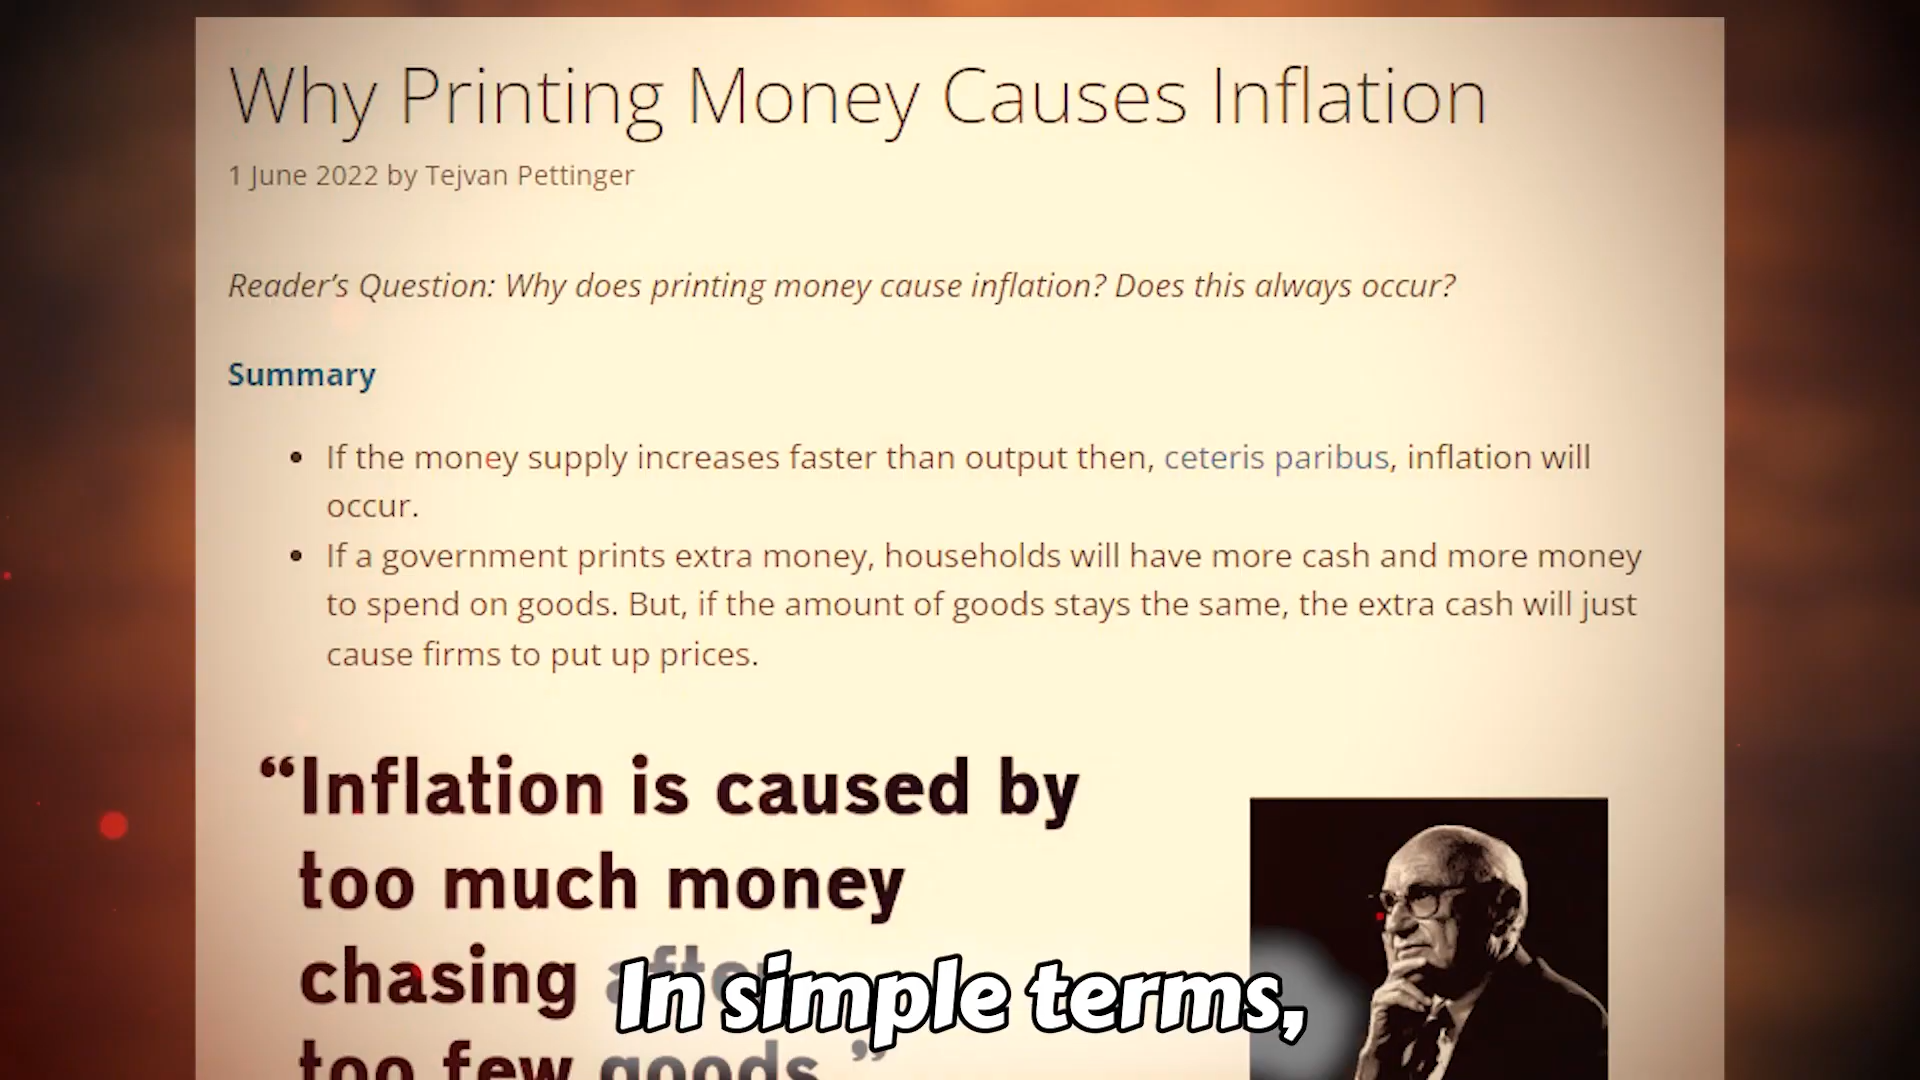 Why Printing Money Causes Inflation
1 June 2022 by Tejvan Pettinger
Reader’s Question: Why does printing money cause inflation? Does this always occur?
Summary
• If the money supply increases faster than output then, ceteris paribus, inflation will
occur.
• If a government prints extra money, households will have more cash and more money
to spend on goods. But, if the amount of goods stays the same, the extra cash will just
cause firms to put up prices.
“Inflation is caused by
too much money
chasing after
too few goods.”
In simple terms,